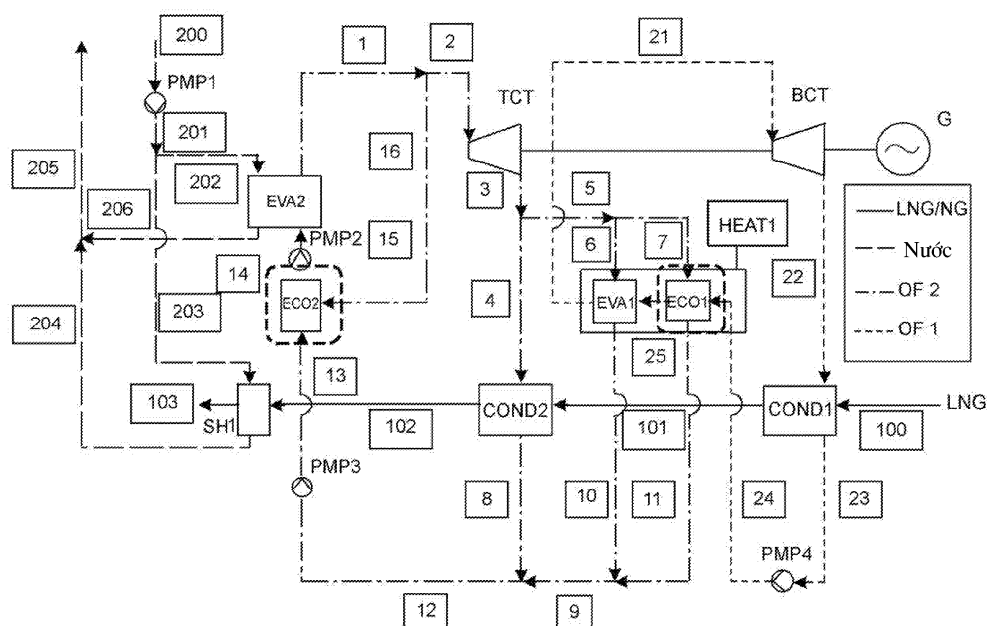 200
1
2
21
PMP1
TCT
BCT
G
201
16
205
202
EVA2
3
5
LNG/NG
206
HEAT1
Nước
PMP2
15
6
7
22
OF 2
14
ECO2
4
EVA1
ECO1
OF 1
204
203
25
13
103
COND2
COND1
LNG
SH1
102
101
100
PMP3
8
10
11
24
23
PMP4
12
9